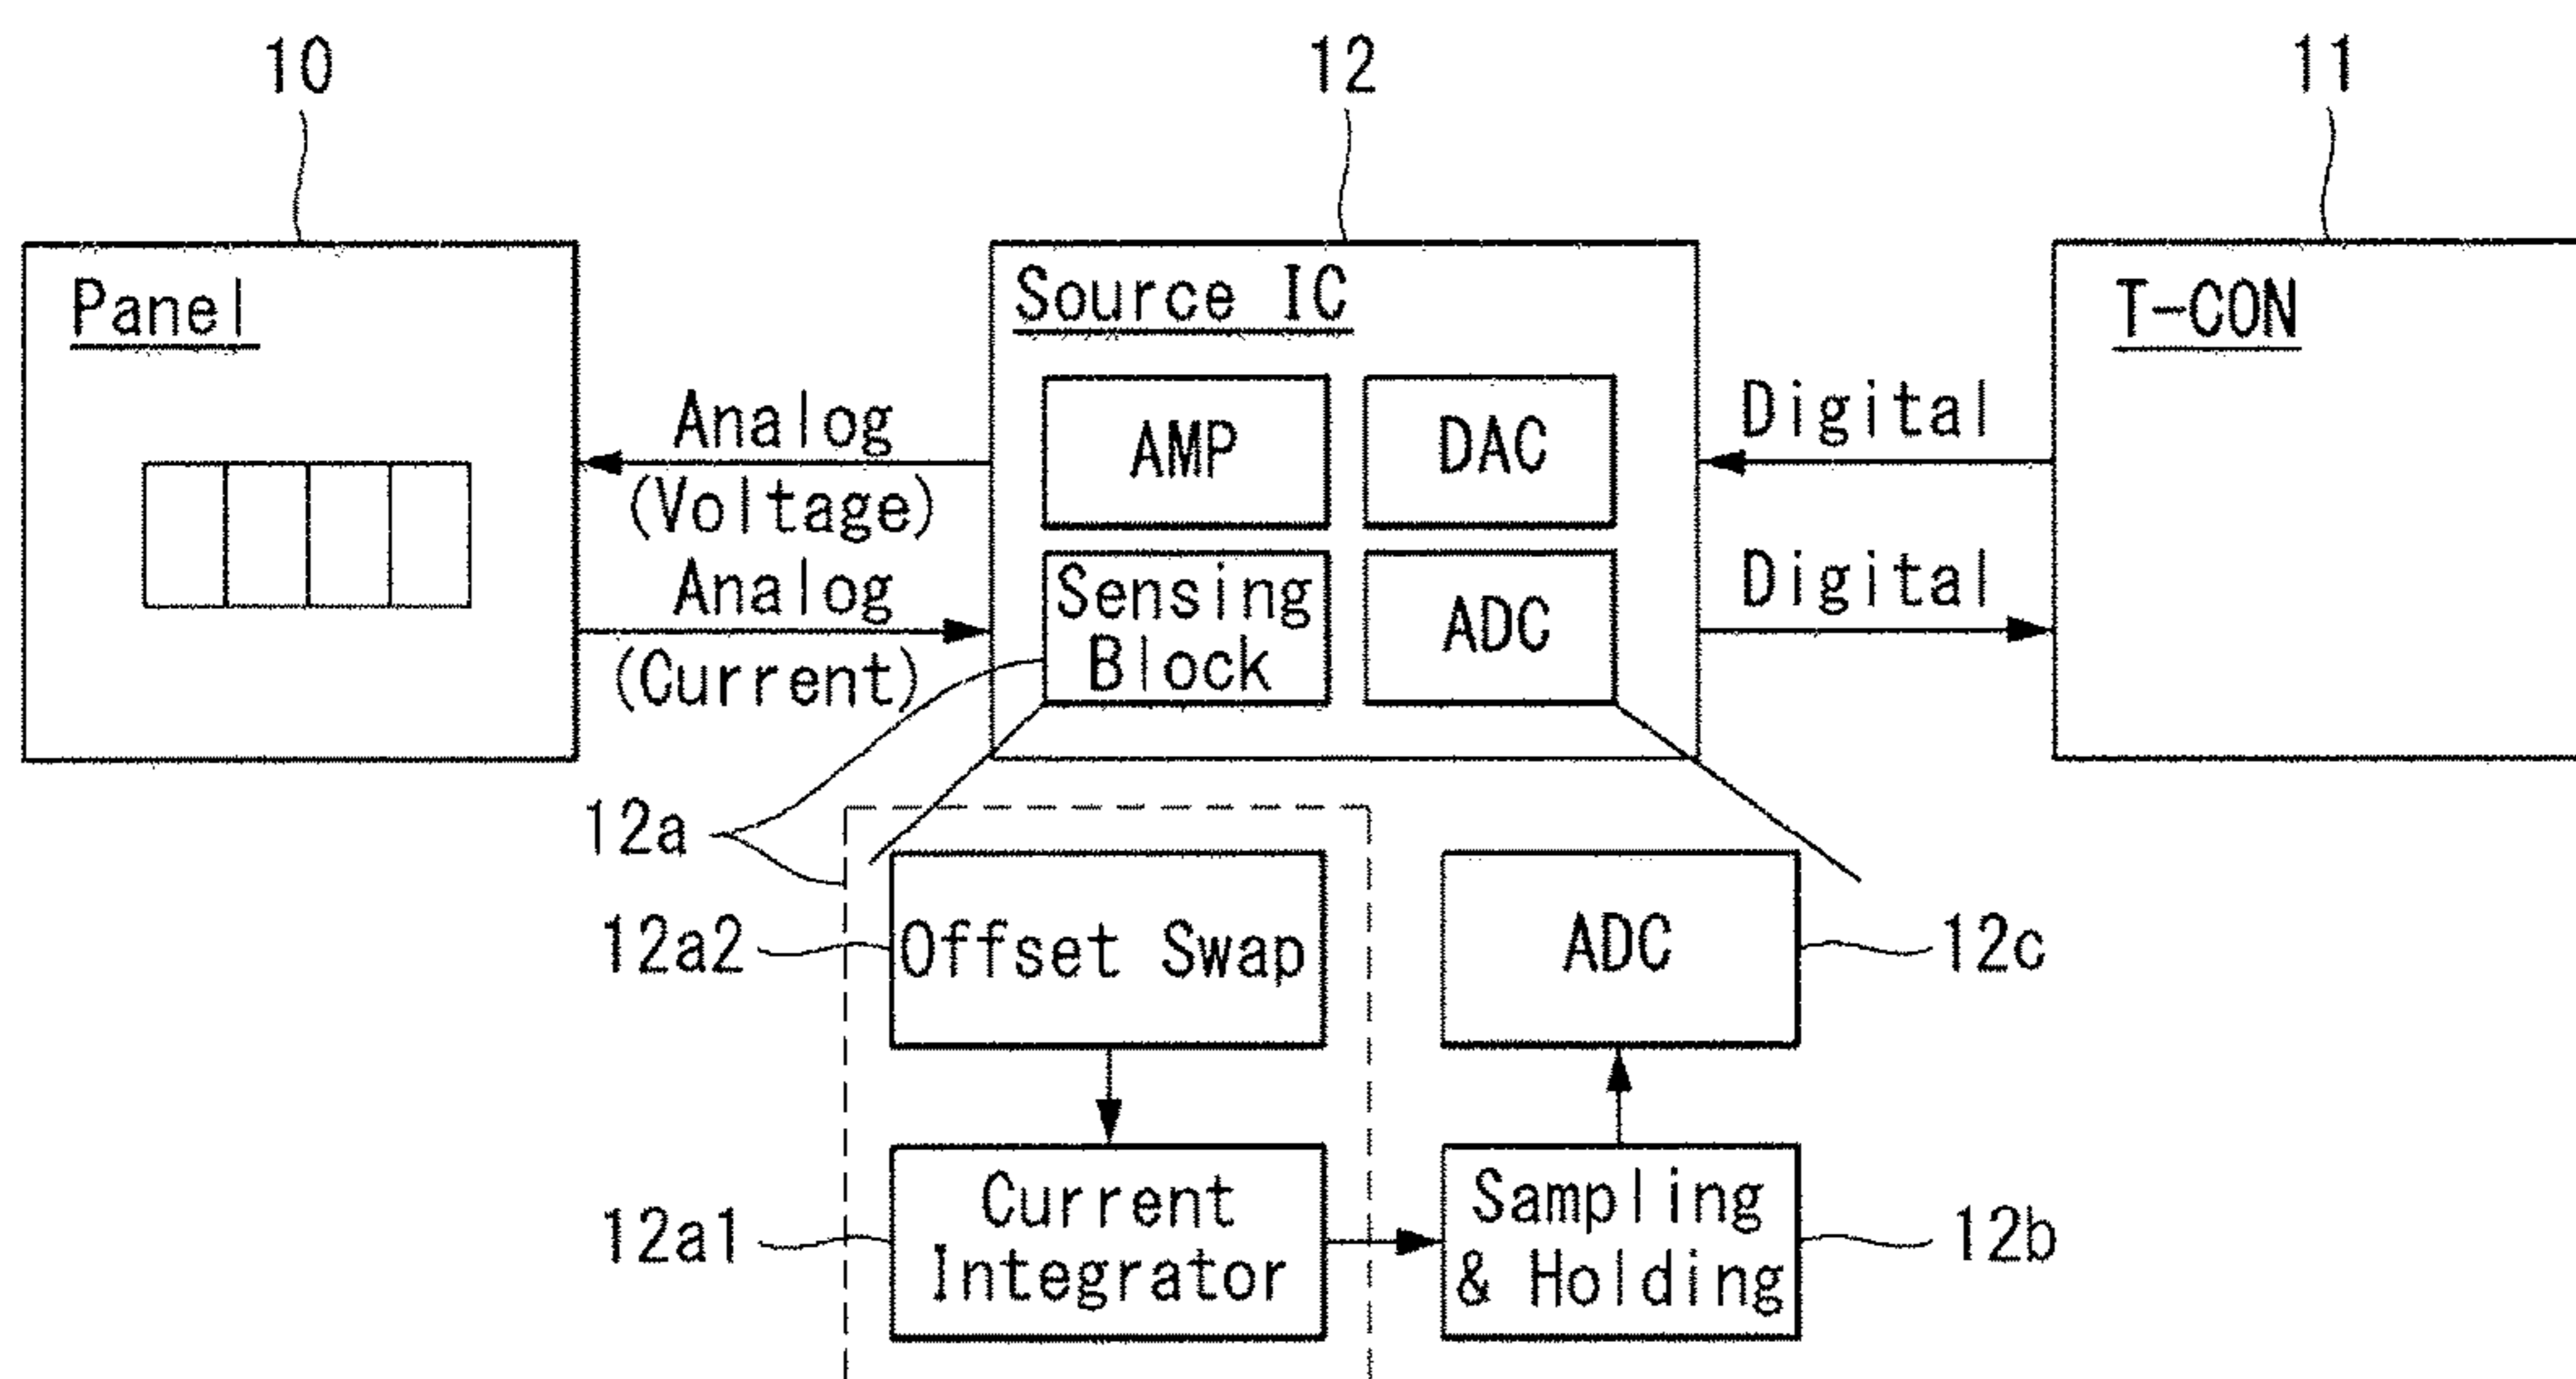 10
12
11
Panel
Source IC
T-CON
Analog
(Voltage)
Analog
(Current)
AMP
DAC
Sensing
Block
ADC
Digital
Digital
12a
12a2
Offset Swap
ADC
12c
12a1
Current
Integrator
Sampling
& Holding
12b